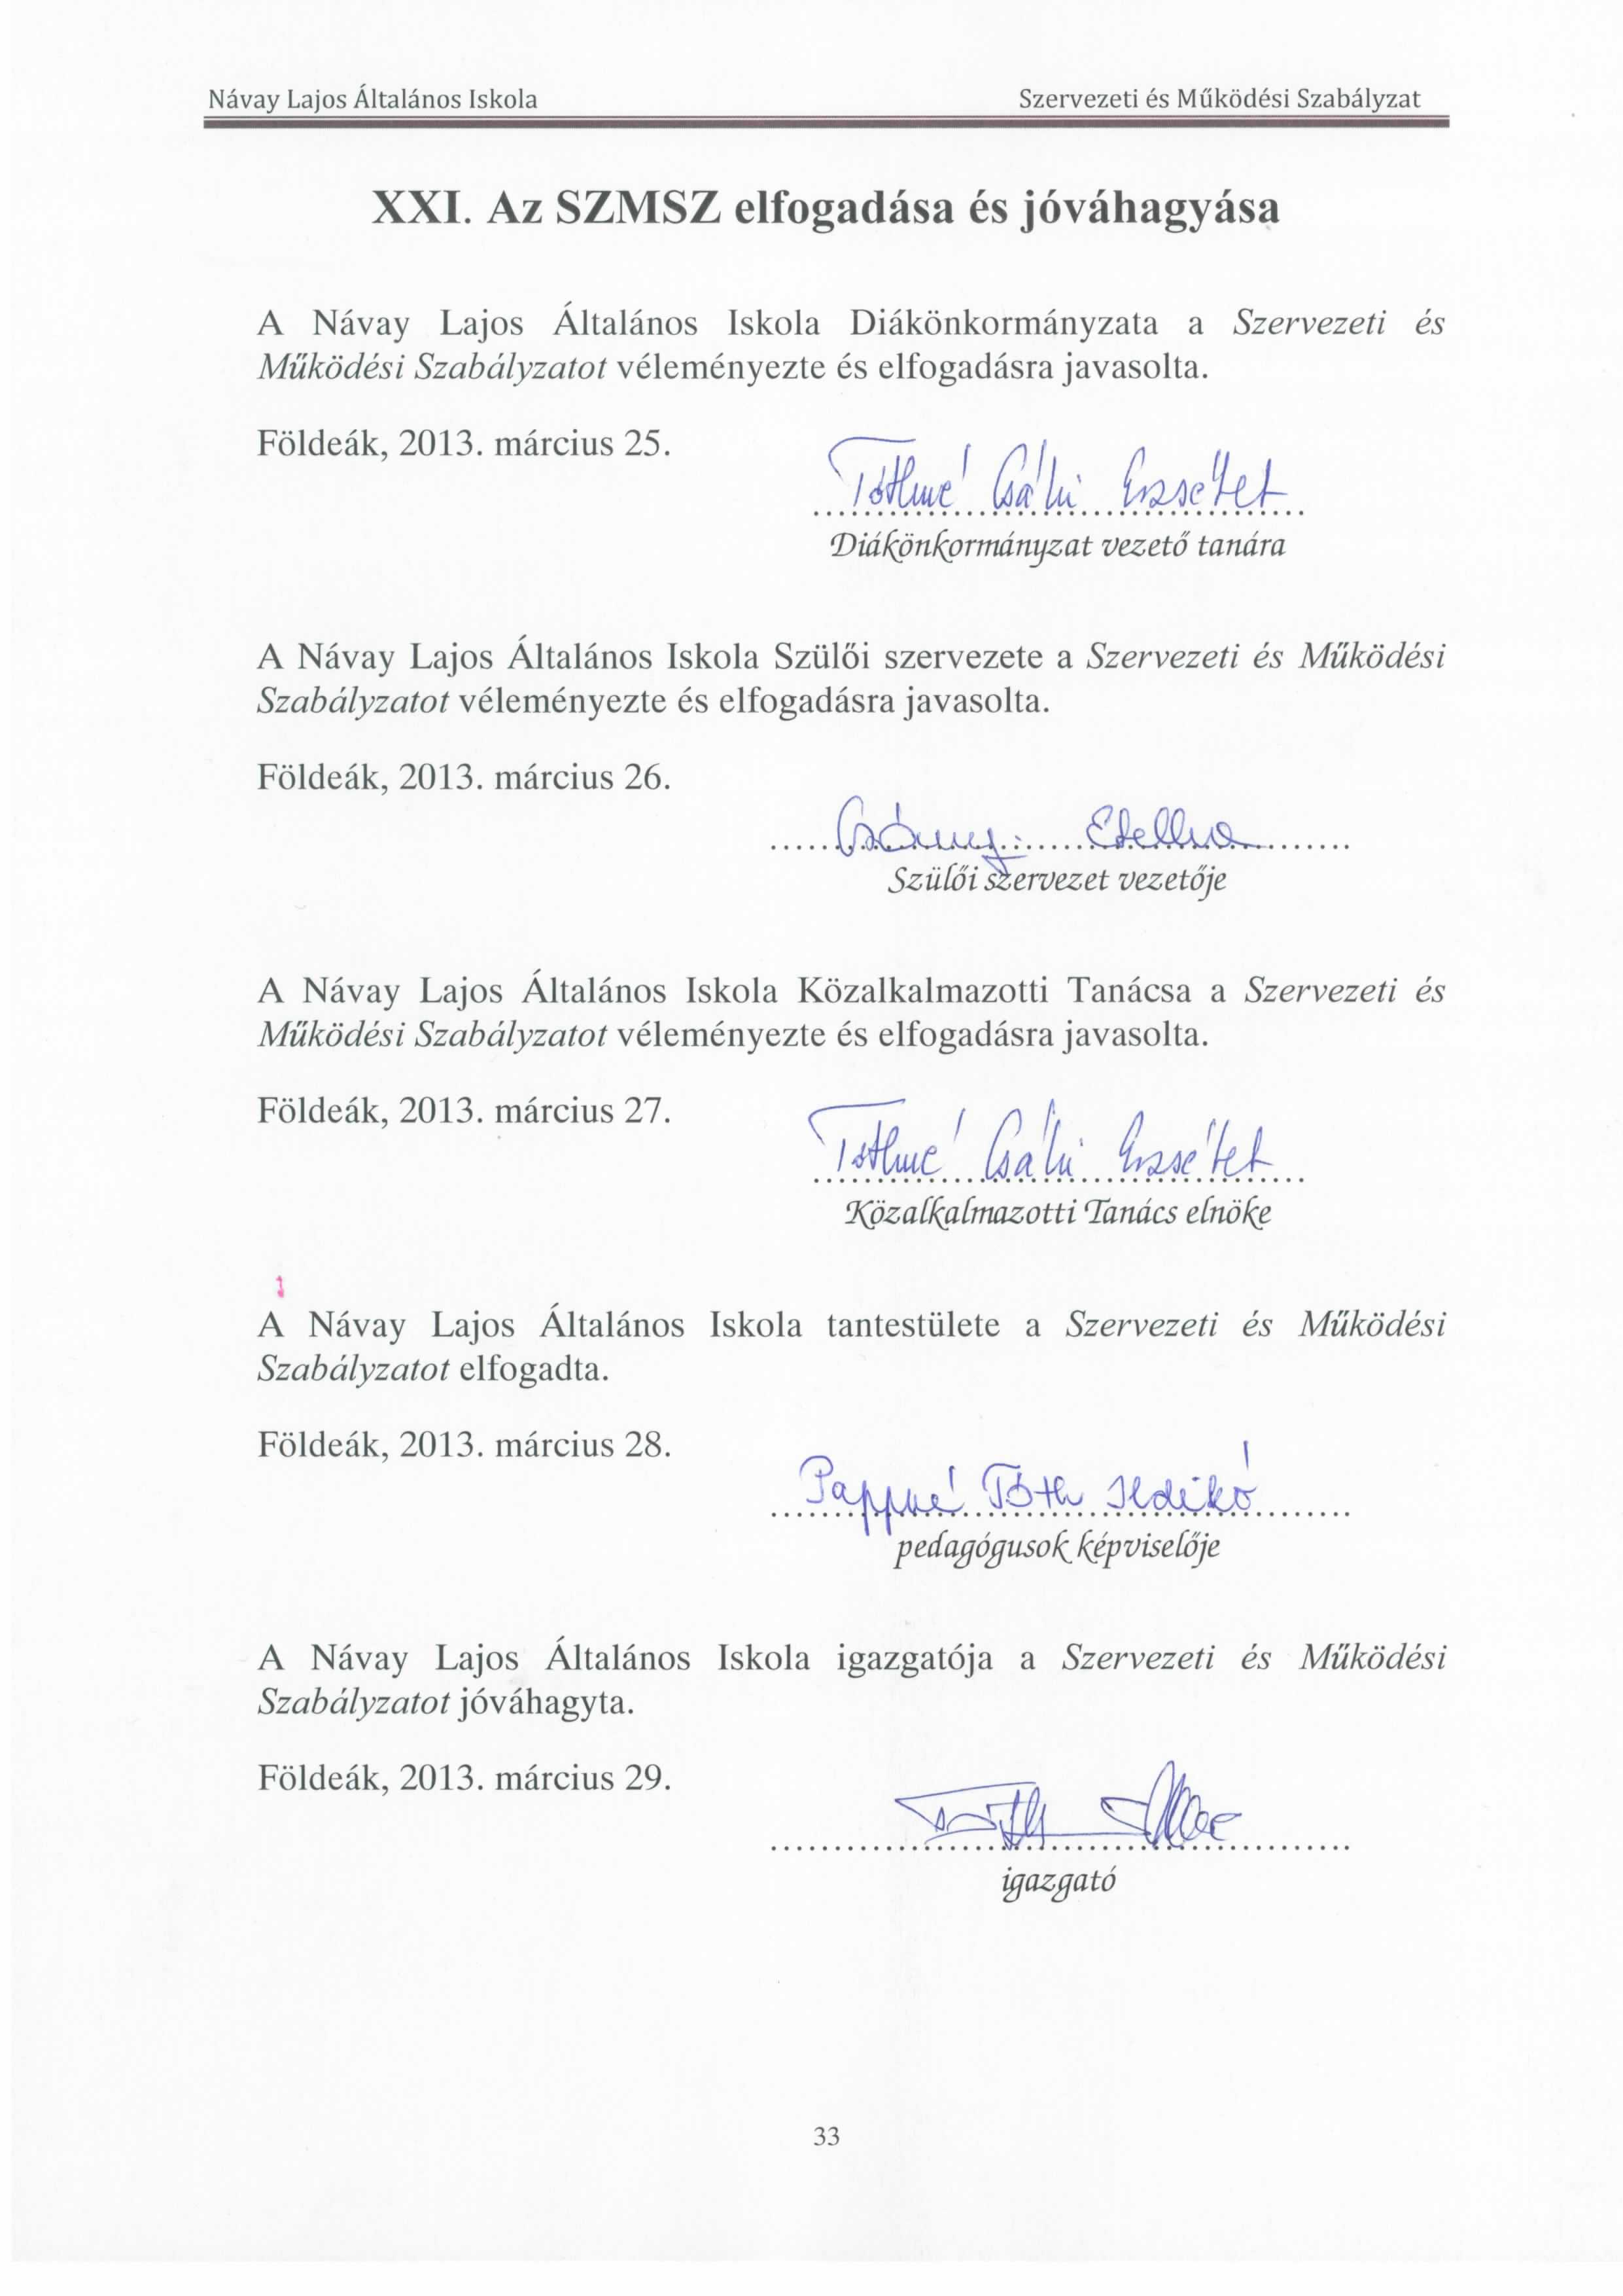 Návay Lajos Általános Iskola Szervezeti és Működési Szabályzat
XXI. Az SZMSZ elfogadása és jóváhagyása
A Návay Lajos Általános Iskola Diákönkormányzata a Szervezeti és
Működési Szabályzatot véleményezte és elfogadásra javasolta.
Földeák, 2013. március 25.
Tóthné Csáki Erzsébet
Diákönkormányzat vezető tanára
A Návay Lajos Általános Iskola Szülői szervezete a Szervezeti és Működési
Szabályzatot véleményezte és elfogadásra javasolta.
Földeák, 2013. március 26.
Szülői szervezet vezetője
A Návay Lajos Általános Iskola Közalkalmazotti Tanácsa a Szervezeti és
Működési Szabályzatot véleményezte és elfogadásra javasolta.
Földeák, 2013. március 27.
Tóthné Csáki Erzsébet
Közalkalmazotti Tanács elnöke
A Návay Lajos Általános Iskola tantestülete a Szervezeti és Működési
Szabályzatot elfogadta.
Földeák, 2013. március 28.
Pappné Tóth Ildikó
pedagógusok képviselője
A Návay Lajos Általános Iskola igazgatója a Szervezeti és Működési
Szabályzatot jóváhagyta.
Földeák, 2013. március 29.
Tóth
igazgató
33